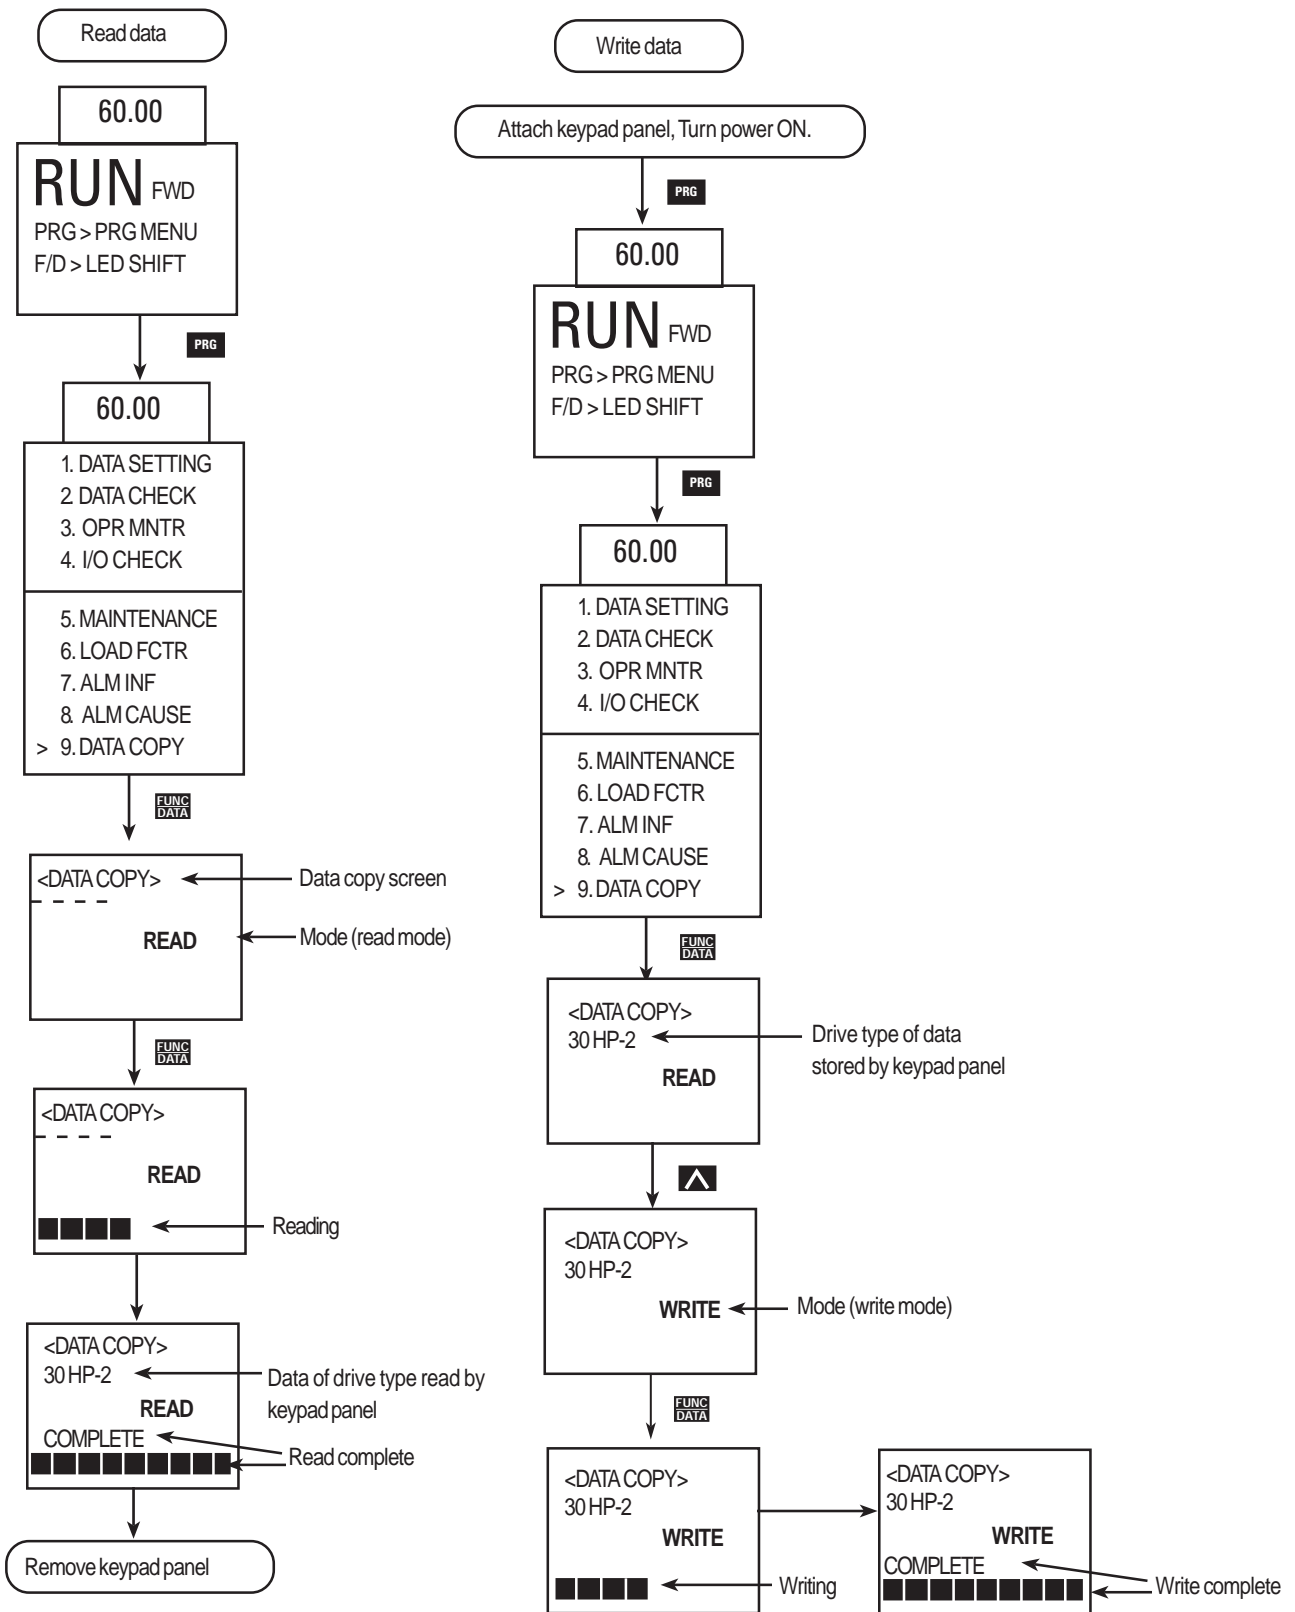 Read data
60.00
RUN FWD
PRG > PRG MENU
F/D > LED SHIFT
PRG
60.00
1. DATA SETTING
2. DATA CHECK
3. OPR MNTR
4. I/O CHECK
5. MAINTENANCE
6. LOAD FCTR
7. ALM INF
8. ALM CAUSE
> 9. DATA COPY
FUNC
DATA
<DATA COPY>
Data copy screen
- - - -
READ
Mode (read mode)
FUNC
DATA
<DATA COPY>
- - - -
READ
Reading
<DATA COPY>
30 HP-2
Data of drive type read by
keypad panel
READ
COMPLETE
Read complete
Remove keypad panel
Write data
Attach keypad panel, Turn power ON.
PRG
60.00
RUN FWD
PRG > PRG MENU
F/D > LED SHIFT
PRG
60.00
1. DATA SETTING
2. DATA CHECK
3. OPR MNTR
4. I/O CHECK
5. MAINTENANCE
6. LOAD FCTR
7. ALM INF
8. ALM CAUSE
> 9. DATA COPY
FUNC
DATA
<DATA COPY>
30 HP-2
Drive type of data
stored by keypad panel
READ
<DATA COPY>
30 HP-2
WRITE
Mode (write mode)
FUNC
DATA
<DATA COPY>
30 HP-2
WRITE
Writing
<DATA COPY>
30 HP-2
WRITE
COMPLETE
Write complete